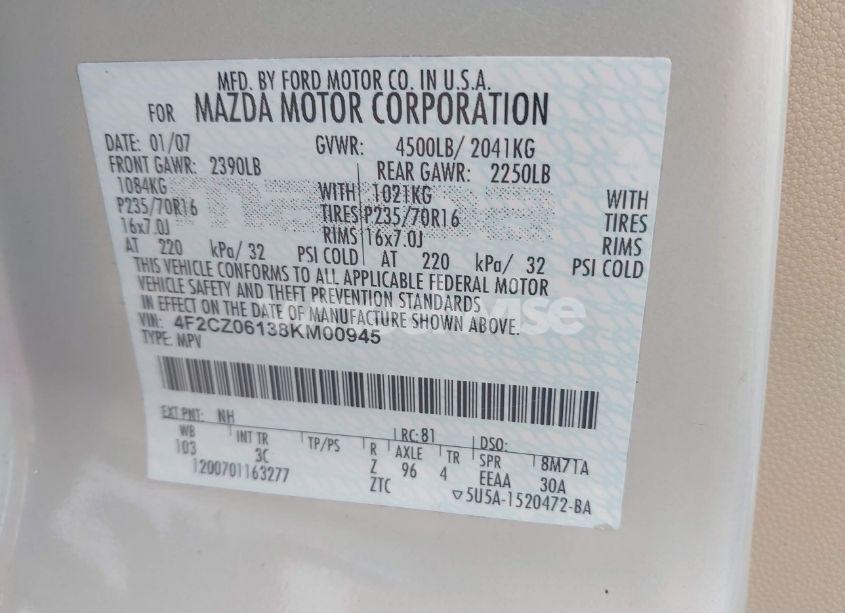 MFD. BY FORD MOTOR CO. IN U.S.A.
FOR MAZDA MOTOR CORPORATION
DATE: 01/07 GVWR: 4500LB/ 2041KG
FRONT GAWR: 2390LB REAR GAWR: 2250LB
1084KG WITH 1021KG WITH
P235/70R16 TIRES P235/70R16 TIRES
16x7.0J RIMS 16x7.0J RIMS
AT 220 kPa/ 32 PSI COLD AT 220 kPa/ 32 PSI COLD
THIS VEHICLE CONFORMS TO ALL APPLICABLE FEDERAL MOTOR
VEHICLE SAFETY AND THEFT PREVENTION STANDARDS
IN EFFECT ON THE DATE OF MANUFACTURE SHOWN ABOVE.
VIN: 4F2CZ06138KM00945
TYPE: MPV
EXT PNT: NH RC: 81 DSO:
WB INT TR TP/PS R AXLE TR SPR 8M71A
103 3C Z 96 4 EEAA 30A
1200701163277 ZTC ▽5U5A-1520472-BA